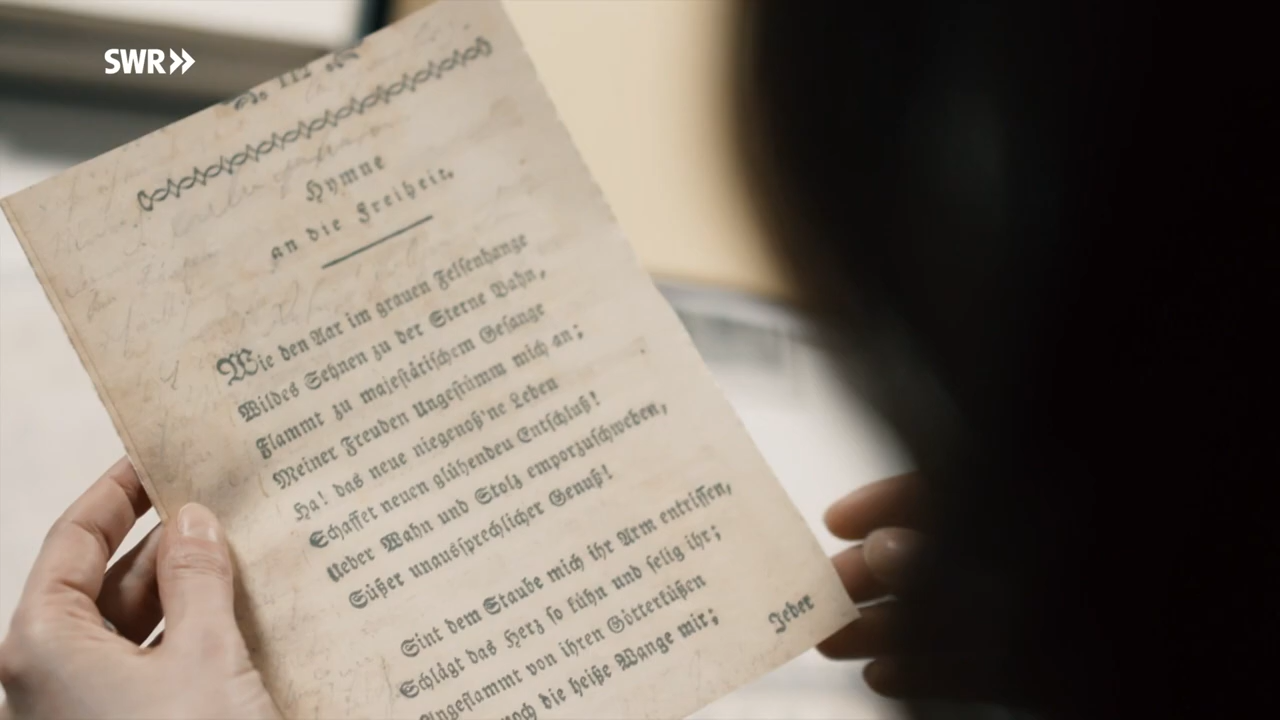 SWR
No. 112
Hymne
an die Freiheit.
Wie den Aar im grauen Felsenhange
Wildes Sehnen zu der Sterne Bahn,
Flammt zu majestätischem Gesange
Meiner Freuden Ungestümm mich an;
Ha! das neue niegenoß'ne Leben
Schaffet neuen glühenden Entschluß!
Ueber Wahn und Stolz emporzuschweben,
Süßer unaussprechlicher Genuß!
Sint dem Staube mich ihr Arm entrissen,
Schlägt das Herz so kühn und selig ihr;
Angeflammt von ihren Götterküßen
noch die heiße Wange mir;
Jeder